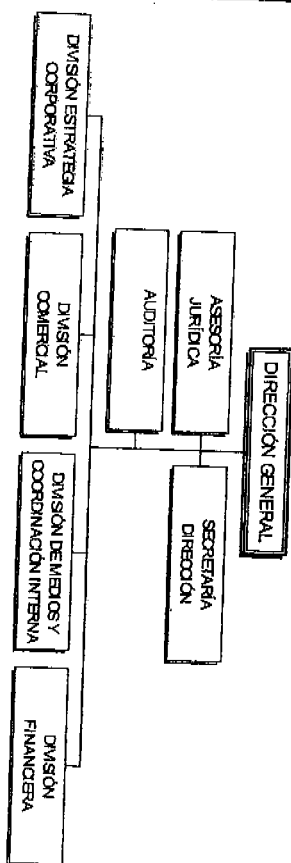 DIRECCIÓN GENERAL
ASESORÍA
JURÍDICA
SECRETARÍA
DIRECCIÓN
AUDITORÍA
DIVISIÓN ESTRATEGIA
CORPORATIVA
DIVISIÓN
COMERCIAL
DIVISIÓN DE MEDIOS Y
COORDINACIÓN INTERNA
DIVISIÓN
FINANCIERA